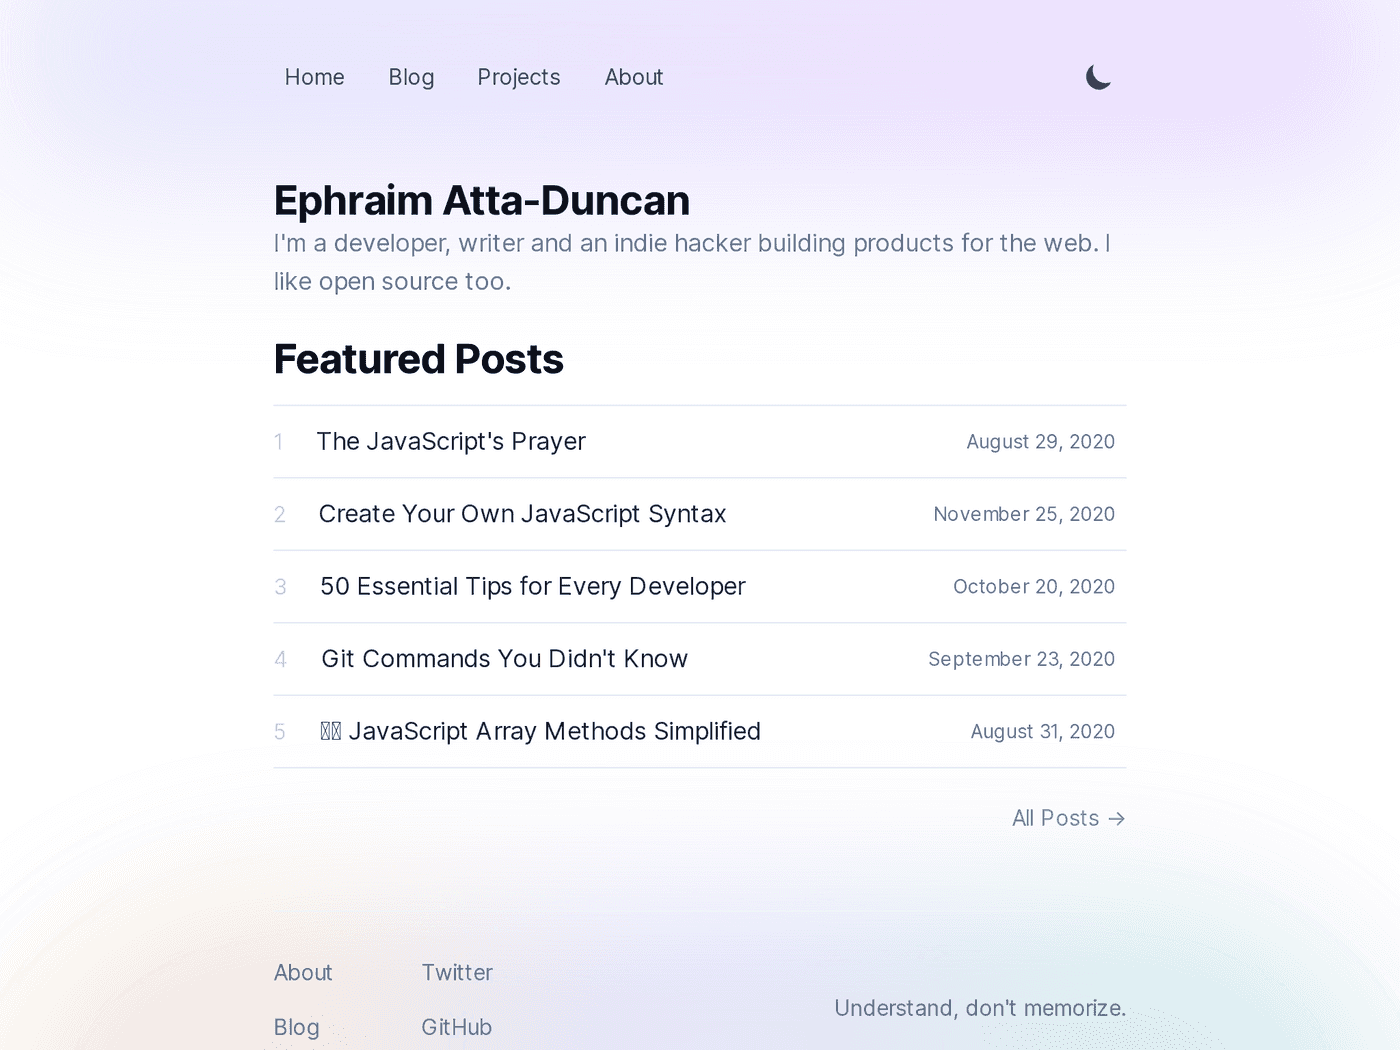 Home Blog Projects About
Ephraim Atta-Duncan
I'm a developer, writer and an indie hacker building products for the web. I
like open source too.
Featured Posts
1 The JavaScript's Prayer August 29, 2020
2 Create Your Own JavaScript Syntax November 25, 2020
3 50 Essential Tips for Every Developer October 20, 2020
4 Git Commands You Didn't Know September 23, 2020
5 JavaScript Array Methods Simplified August 31, 2020
All Posts →
About Twitter
Understand, don't memorize.
Blog GitHub